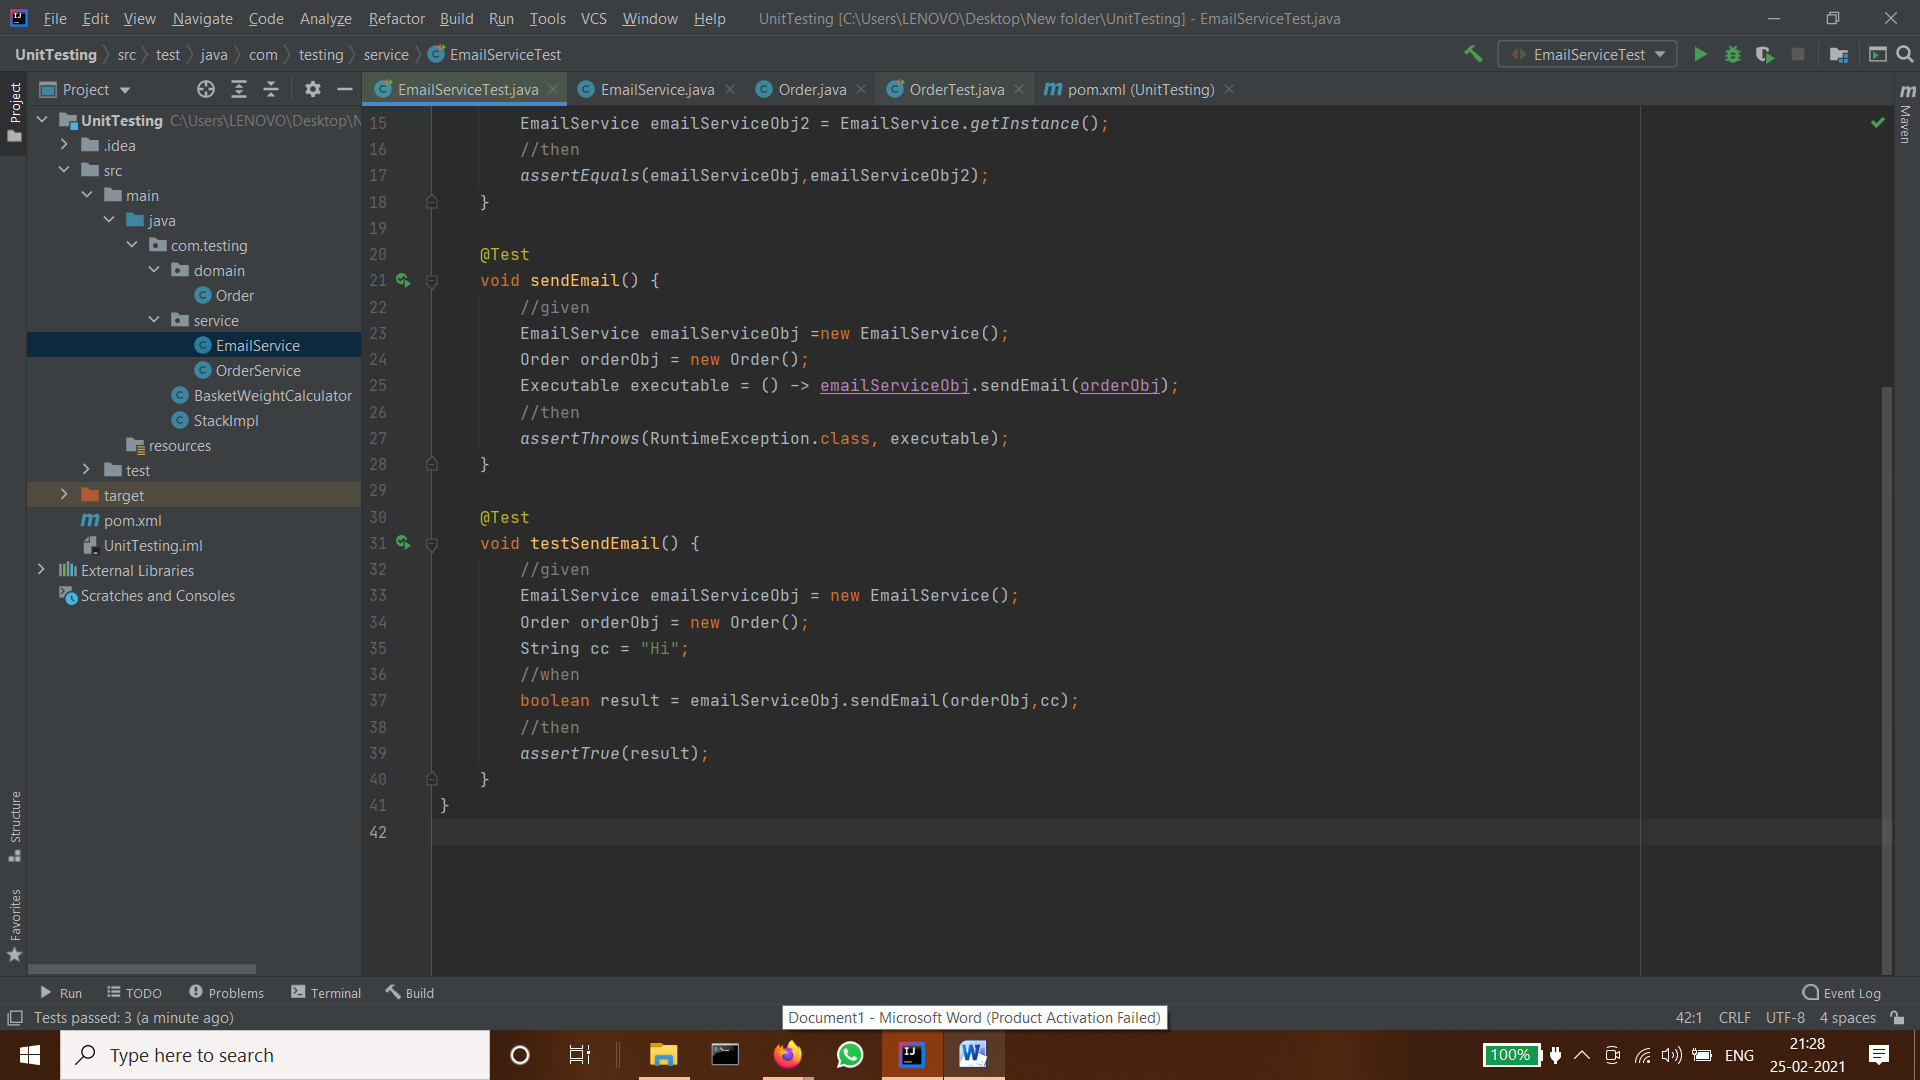 File Edit View Navigate Code Analyze Refactor Build Run Tools VCS Window Help UnitTesting [C:\Users\LENOVO\Desktop\New folder\UnitTesting] - EmailServiceTest.java
UnitTesting src test java com testing service EmailServiceTest EmailServiceTest
Project EmailServiceTest.java EmailService.java Order.java OrderTest.java pom.xml (UnitTesting)
Project
Maven
Structure
Favorites
UnitTesting C:\Users\LENOVO\Desktop\N
.idea
src
main
java
com.testing
domain
Order
service
EmailService
OrderService
BasketWeightCalculator
StackImpl
resources
test
target
pom.xml
UnitTesting.iml
External Libraries
Scratches and Consoles
15 EmailService emailServiceObj2 = EmailService.getInstance();
16 //then
17 assertEquals(emailServiceObj,emailServiceObj2);
18 }
19
20 @Test
21 void sendEmail() {
22 //given
23 EmailService emailServiceObj =new EmailService();
24 Order orderObj = new Order();
25 Executable executable = () -> emailServiceObj.sendEmail(orderObj);
26 //then
27 assertThrows(RuntimeException.class, executable);
28 }
29
30 @Test
31 void testSendEmail() {
32 //given
33 EmailService emailServiceObj = new EmailService();
34 Order orderObj = new Order();
35 String cc = "Hi";
36 //when
37 boolean result = emailServiceObj.sendEmail(orderObj,cc);
38 //then
39 assertTrue(result);
40 }
41 }
42
Run TODO Problems Terminal Build Event Log
Tests passed: 3 (a minute ago) 42:1 CRLF UTF-8 4 spaces
Document1 - Microsoft Word (Product Activation Failed)
Type here to search 100% ENG 21:28
25-02-2021